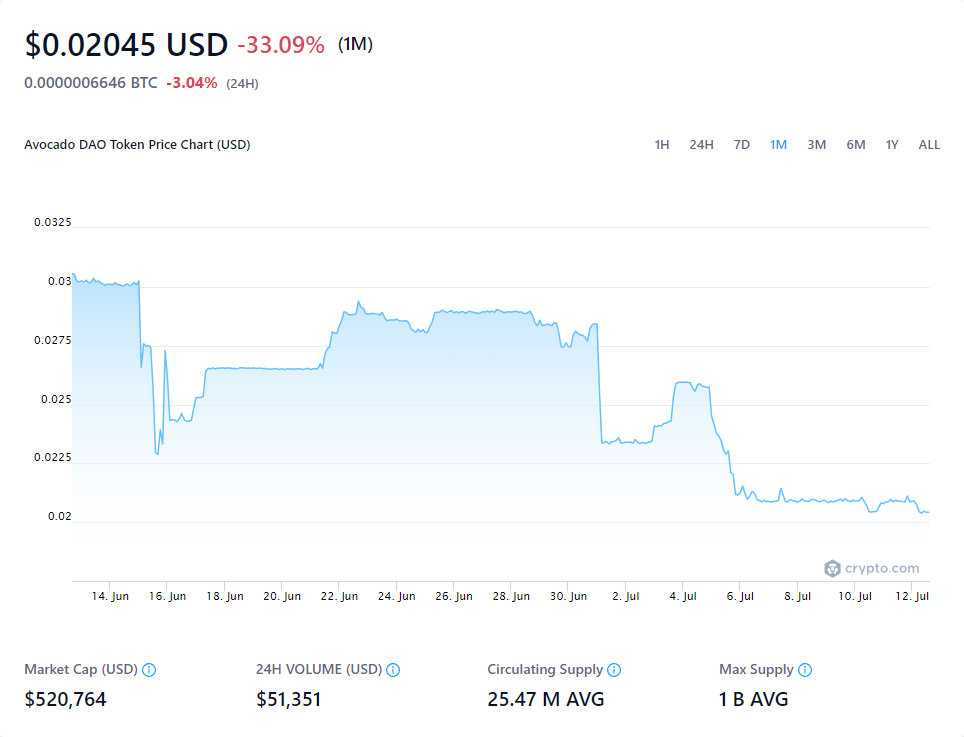 $0.02045 USD -33.09% (1M)
0.0000006646 BTC -3.04% (24H)
Avocado DAO Token Price Chart (USD) 1H 24H 7D 1M 3M 6M 1Y ALL
0.0325
0.03
0.0275
0.025
0.0225
0.02
crypto.com
14. Jun 16. Jun 18. Jun 20. Jun 22. Jun 24. Jun 26. Jun 28. Jun 30. Jun 2. Jul 4. Jul 6. Jul 8. Jul 10. Jul 12. Jul
Market Cap (USD) 24H VOLUME (USD) Circulating Supply Max Supply
$520,764 $51,351 25.47 M AVG 1 B AVG